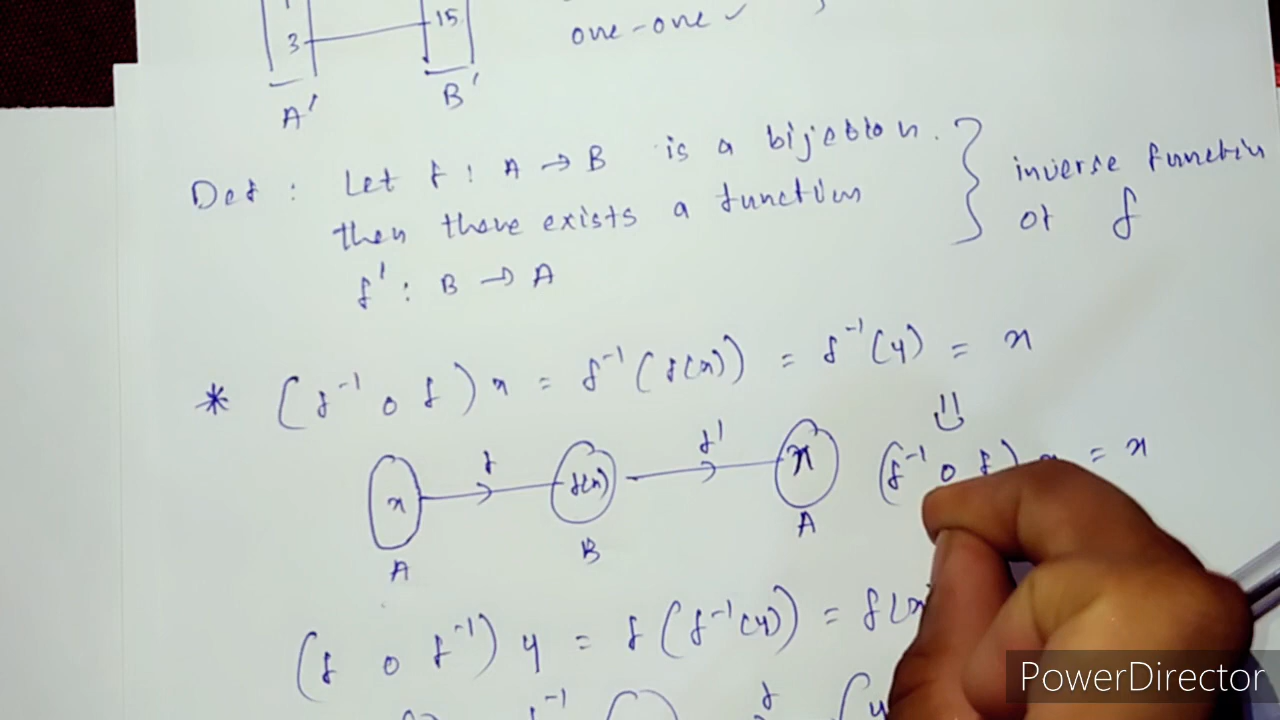 15
3
one-one ✓
A' B'
Def : Let f : A → B is a bijection.
then there exists a function
f' : B → A
} inverse function
of f
* (f⁻¹ o f) x = f⁻¹(f(x)) = f⁻¹(y) = x
f f'
x f(x) x
(f⁻¹ o f) x = x
A B A
(f o f⁻¹) y = f(f⁻¹(y)) = f(x
f⁻¹ f y
PowerDirector